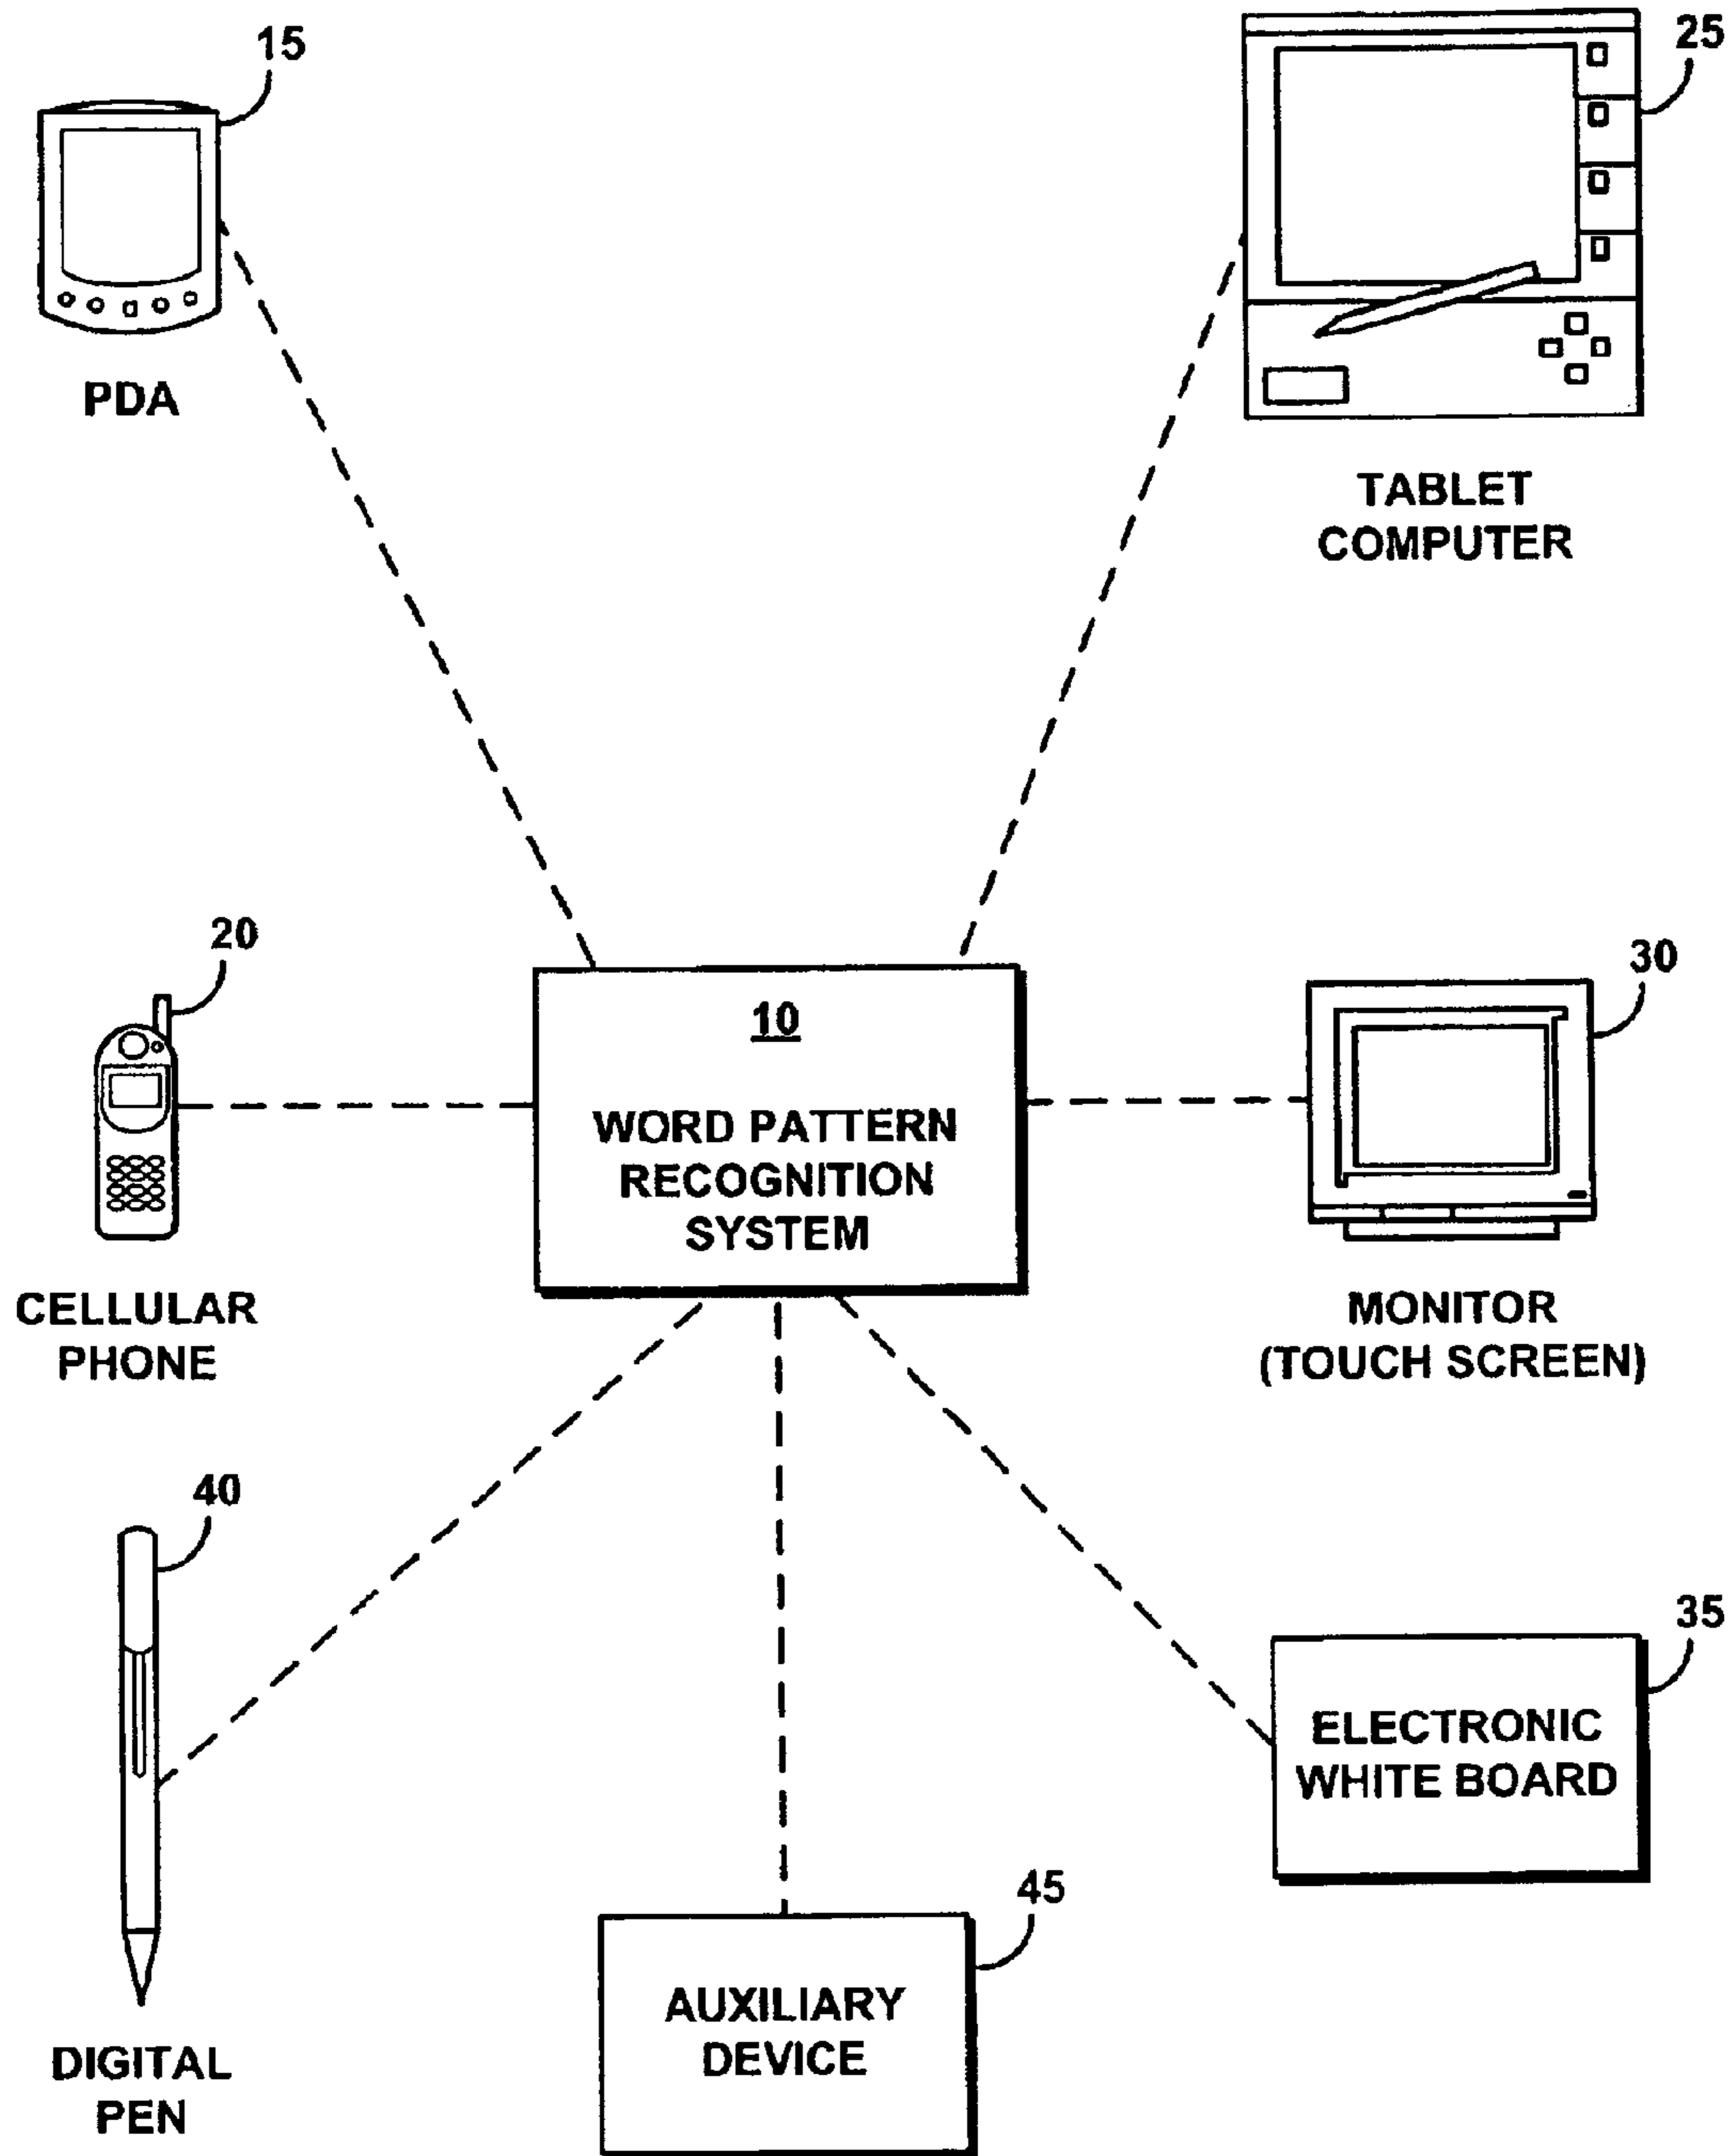 15
PDA
25
TABLET
COMPUTER
20
CELLULAR
PHONE
10
WORD PATTERN
RECOGNITION
SYSTEM
30
MONITOR
(TOUCH SCREEN)
40
DIGITAL
PEN
45
AUXILIARY
DEVICE
35
ELECTRONIC
WHITE BOARD